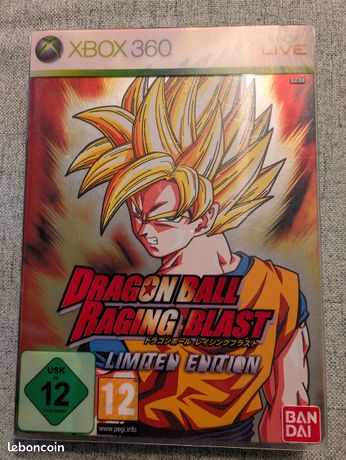 XBOX 360
XBOX
LIVE
DRAGON BALL
RAGING BLAST
ドラゴンボール レイジングブラスト
LIMITED EDITION
USK
12
12
www.pegi.info
BAN
DAI
leboncoin